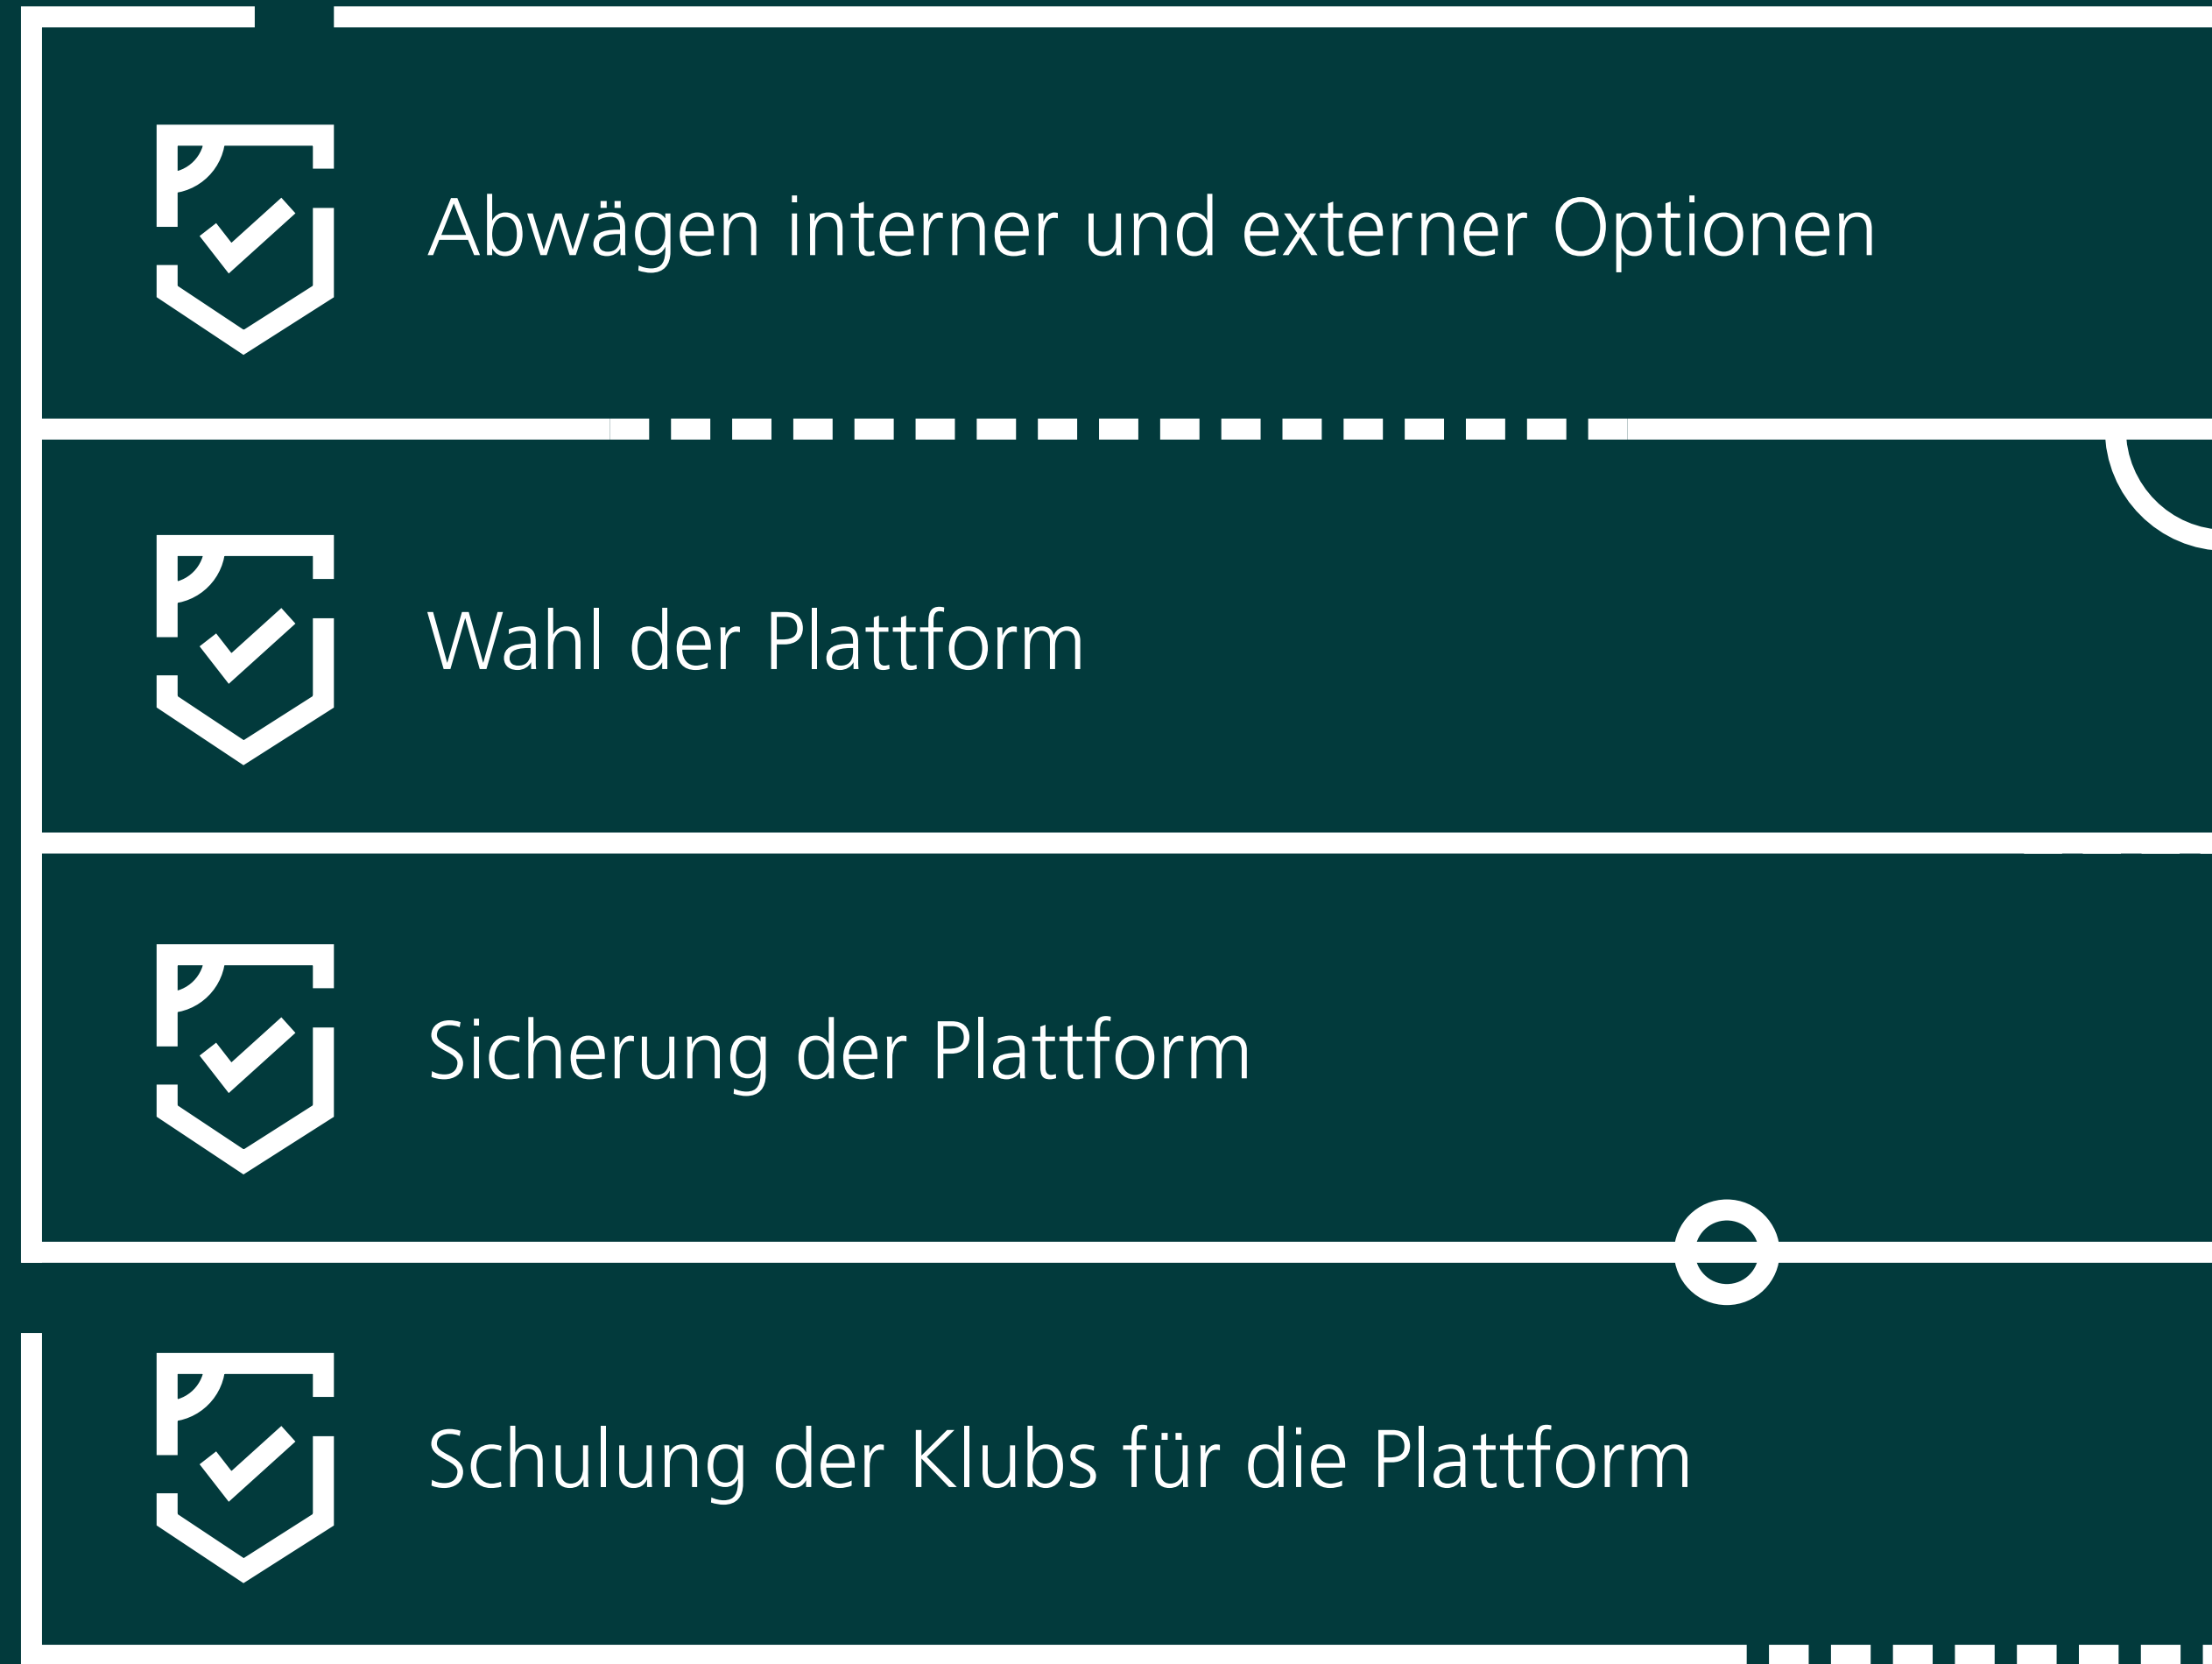 Abwägen interner und externer Optionen
Wahl der Plattform
Sicherung der Plattform
Schulung der Klubs für die Plattform